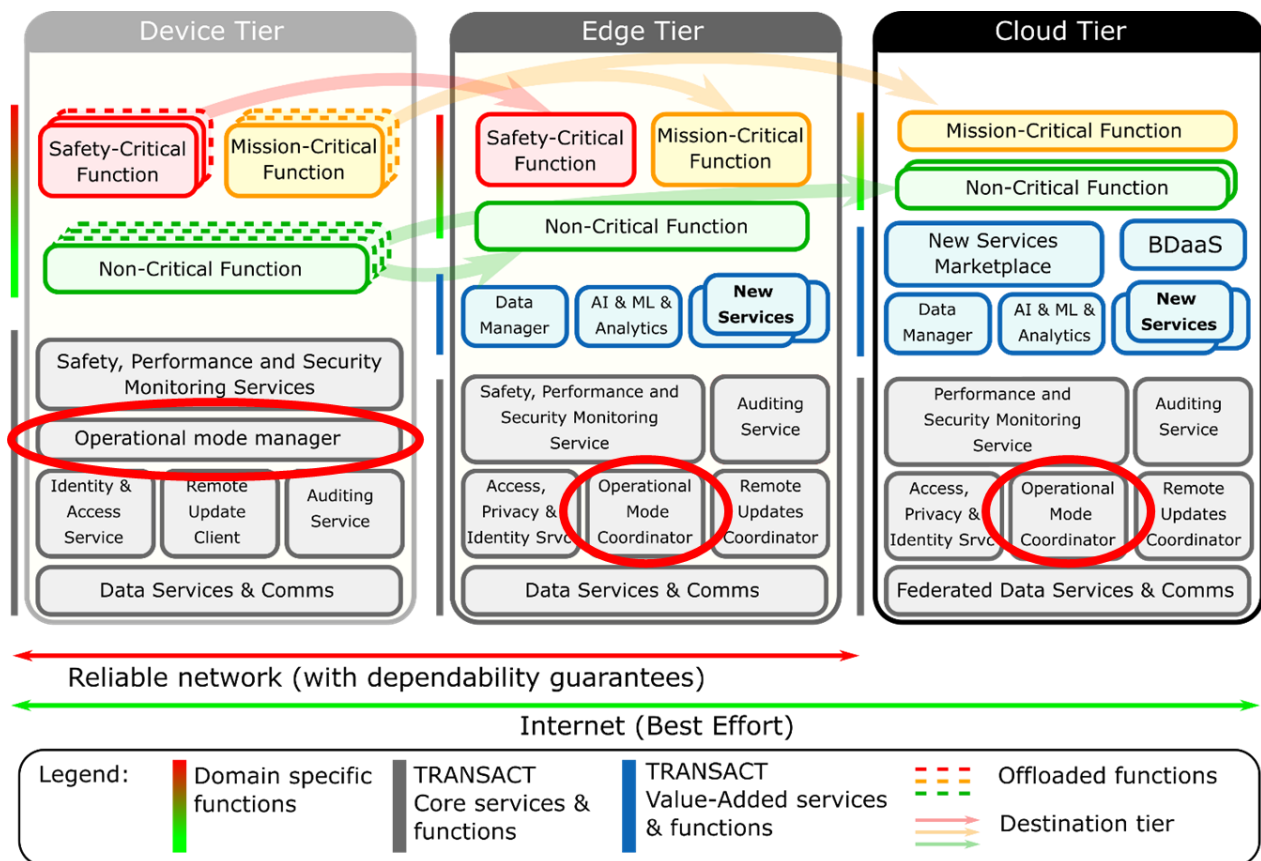 Device Tier
Safety-Critical
Function
Mission-Critical
Function
Non-Critical Function
Safety, Performance and Security
Monitoring Services
Operational mode manager
Identity &
Access
Service
Remote
Update
Client
Auditing
Service
Data Services & Comms
Edge Tier
Safety-Critical
Function
Mission-Critical
Function
Non-Critical Function
Data
Manager
AI & ML &
Analytics
New
Services
Safety, Performance and
Security Monitoring
Service
Auditing
Service
Access,
Privacy &
Identity Srvc
Operational
Mode
Coordinator
Remote
Updates
Coordinator
Data Services & Comms
Cloud Tier
Mission-Critical Function
Non-Critical Function
New Services
Marketplace
BDaaS
Data
Manager
AI & ML &
Analytics
New
Services
Performance and
Security Monitoring
Service
Auditing
Service
Access,
Privacy &
Identity Srvc
Operational
Mode
Coordinator
Remote
Updates
Coordinator
Federated Data Services & Comms
Reliable network (with dependability guarantees)
Internet (Best Effort)
Legend:
Domain specific
functions
TRANSACT
Core services &
functions
TRANSACT
Value-Added services
& functions
Offloaded functions
Destination tier